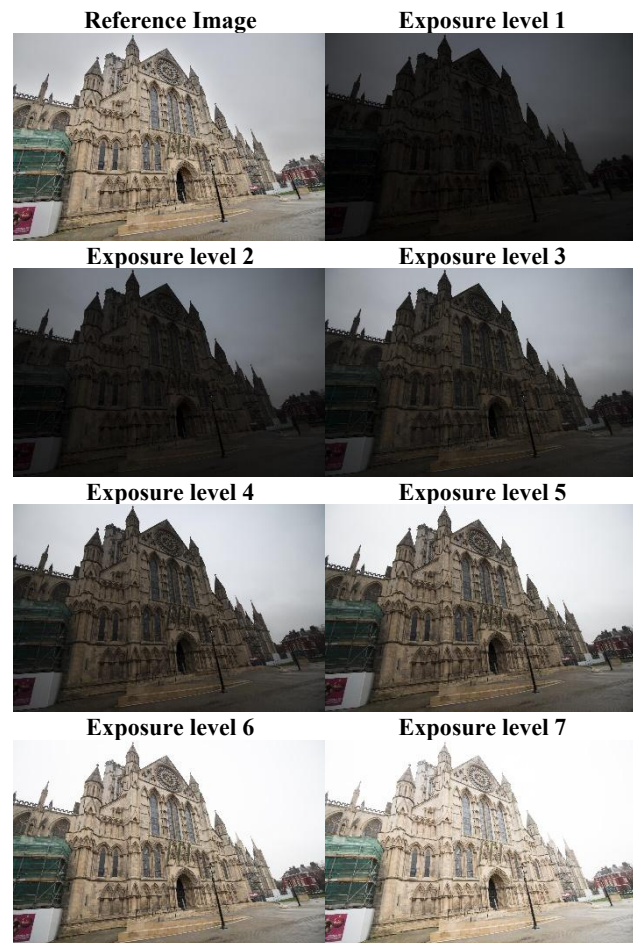 Reference Image
Exposure level 1
Exposure level 2
Exposure level 3
Exposure level 4
Exposure level 5
Exposure level 6
Exposure level 7